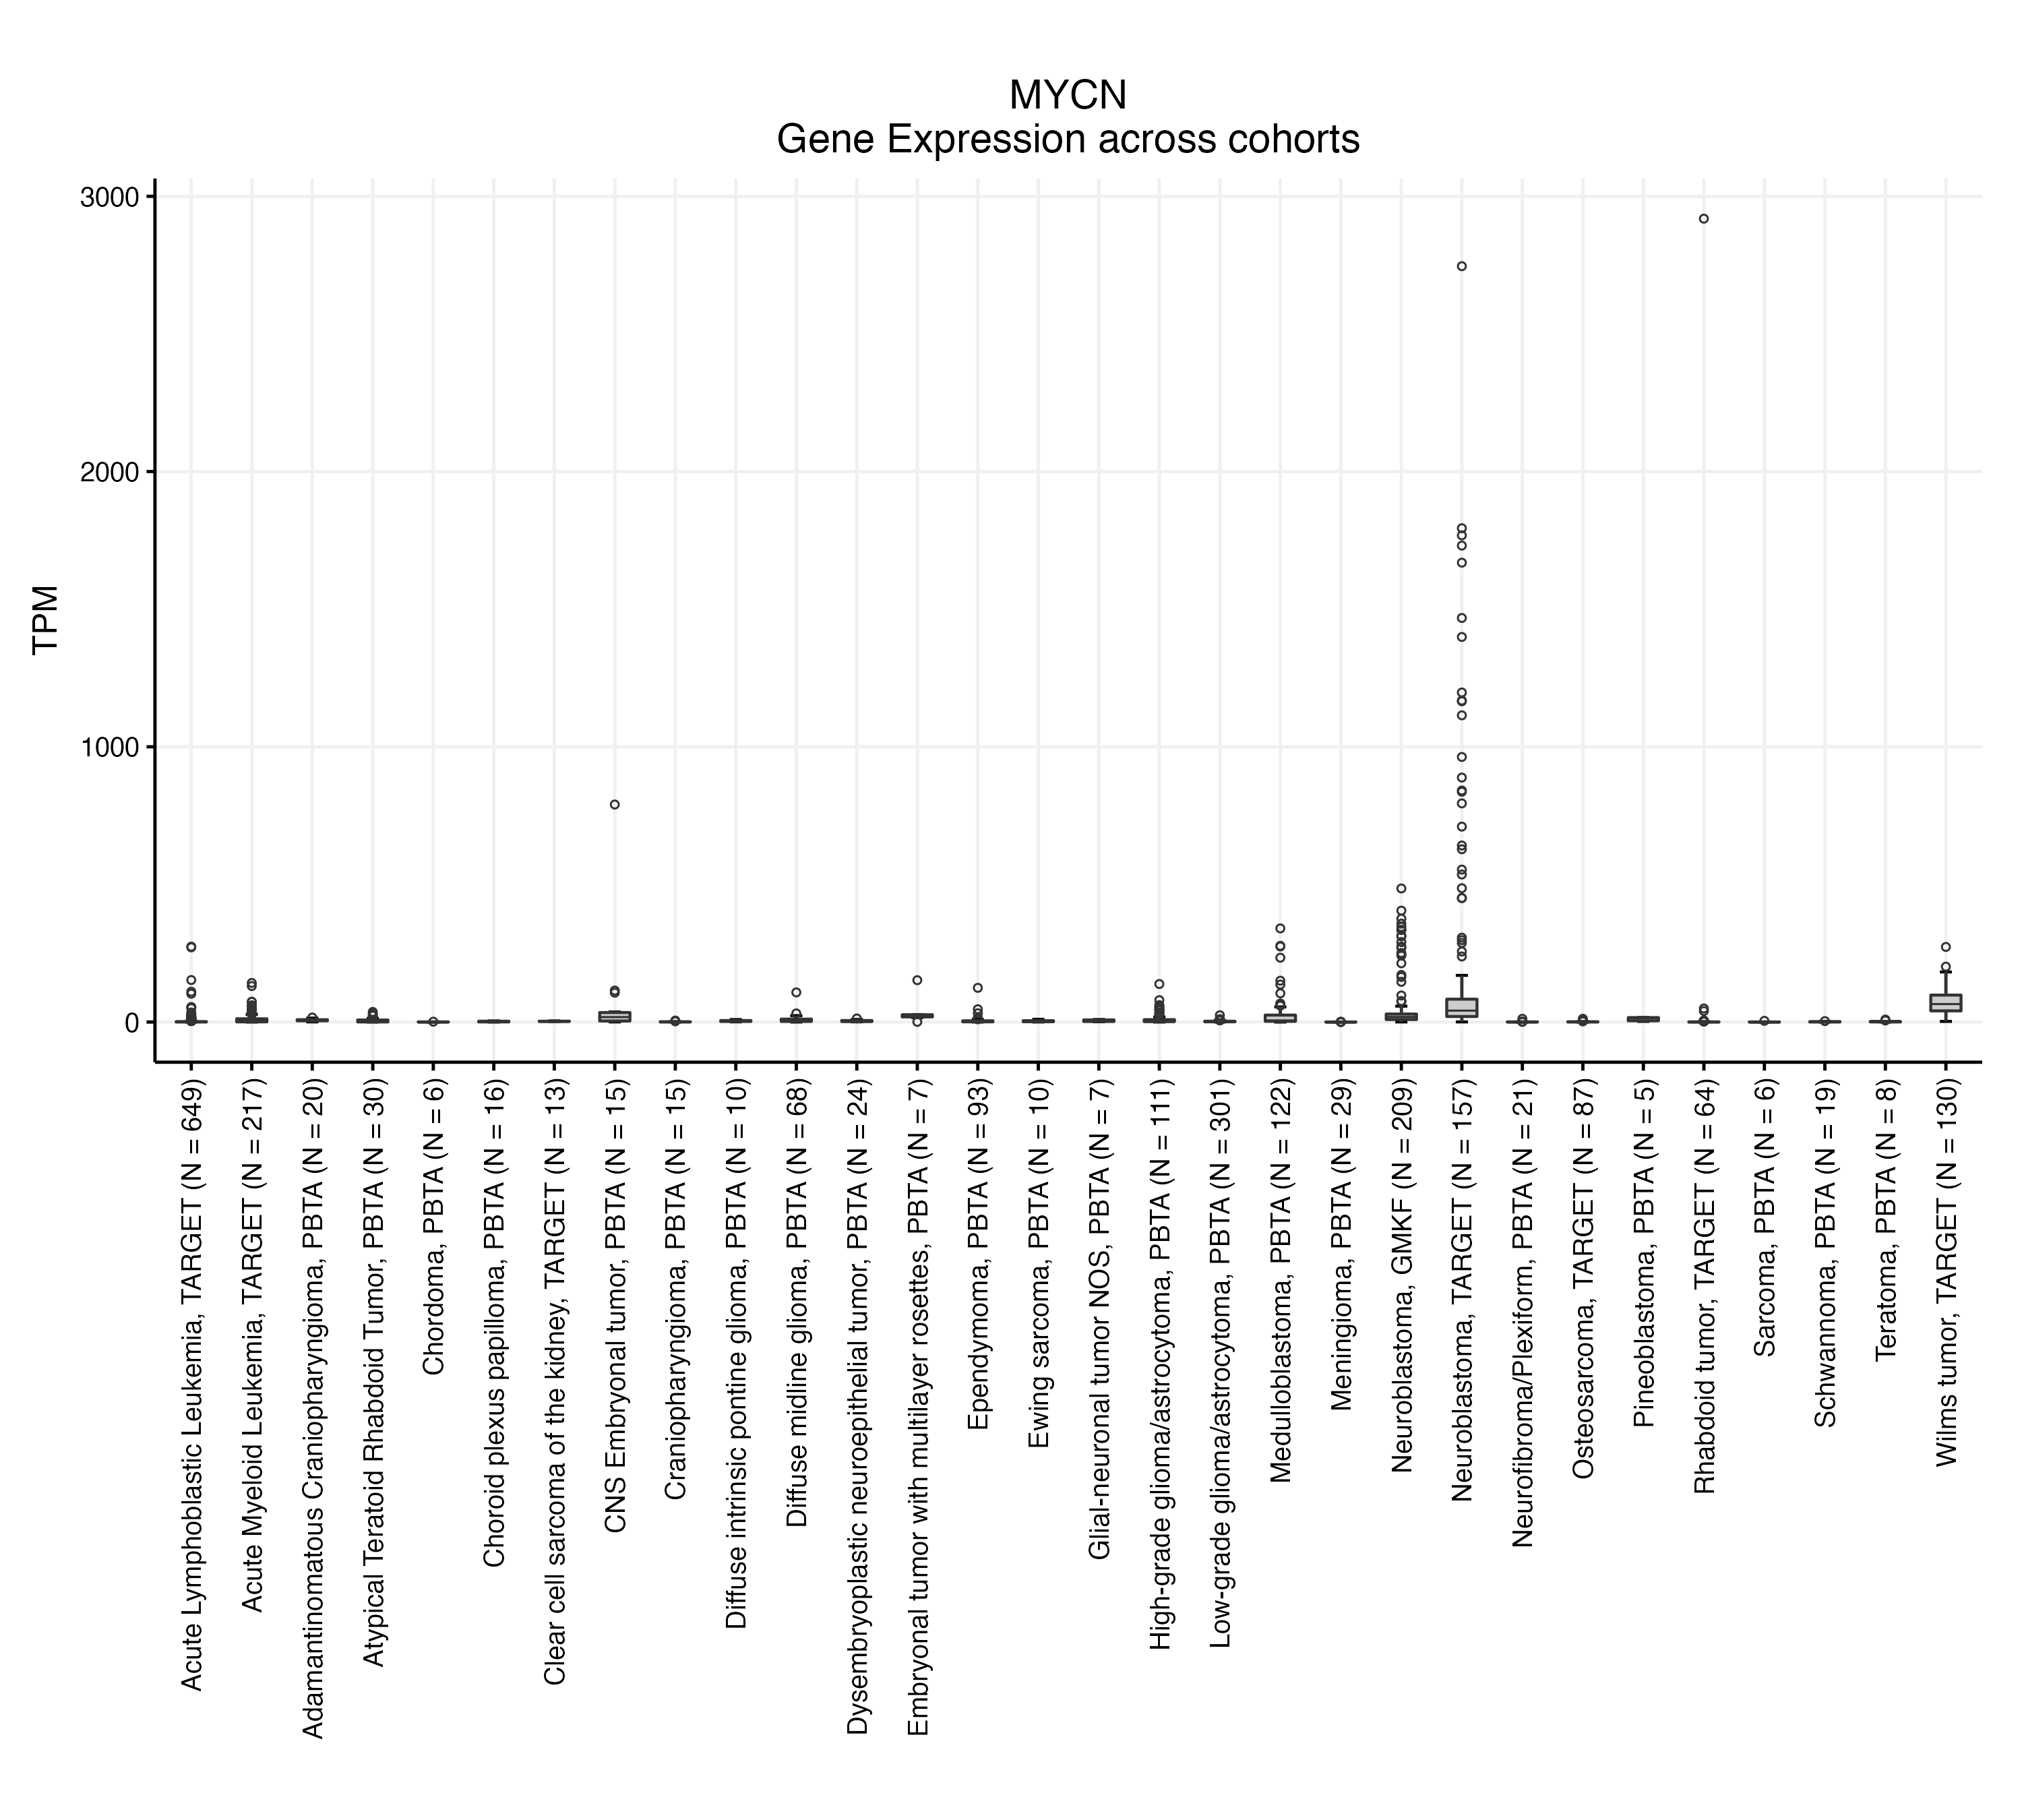 MYCN
Gene Expression across cohorts
TPM
3000
2000
1000
0
Acute Lymphoblastic Leukemia, TARGET (N = 649)
Acute Myeloid Leukemia, TARGET (N = 217)
Adamantinomatous Craniopharyngioma, PBTA (N = 20)
Atypical Teratoid Rhabdoid Tumor, PBTA (N = 30)
Chordoma, PBTA (N = 6)
Choroid plexus papilloma, PBTA (N = 16)
Clear cell sarcoma of the kidney, TARGET (N = 13)
CNS Embryonal tumor, PBTA (N = 15)
Craniopharyngioma, PBTA (N = 15)
Diffuse intrinsic pontine glioma, PBTA (N = 10)
Diffuse midline glioma, PBTA (N = 68)
Dysembryoplastic neuroepithelial tumor, PBTA (N = 24)
Embryonal tumor with multilayer rosettes, PBTA (N = 7)
Ependymoma, PBTA (N = 93)
Ewing sarcoma, PBTA (N = 10)
Glial-neuronal tumor NOS, PBTA (N = 7)
High-grade glioma/astrocytoma, PBTA (N = 111)
Low-grade glioma/astrocytoma, PBTA (N = 301)
Medulloblastoma, PBTA (N = 122)
Meningioma, PBTA (N = 29)
Neuroblastoma, GMKF (N = 209)
Neuroblastoma, TARGET (N = 157)
Neurofibroma/Plexiform, PBTA (N = 21)
Osteosarcoma, TARGET (N = 87)
Pineoblastoma, PBTA (N = 5)
Rhabdoid tumor, TARGET (N = 64)
Sarcoma, PBTA (N = 6)
Schwannoma, PBTA (N = 19)
Teratoma, PBTA (N = 8)
Wilms tumor, TARGET (N = 130)